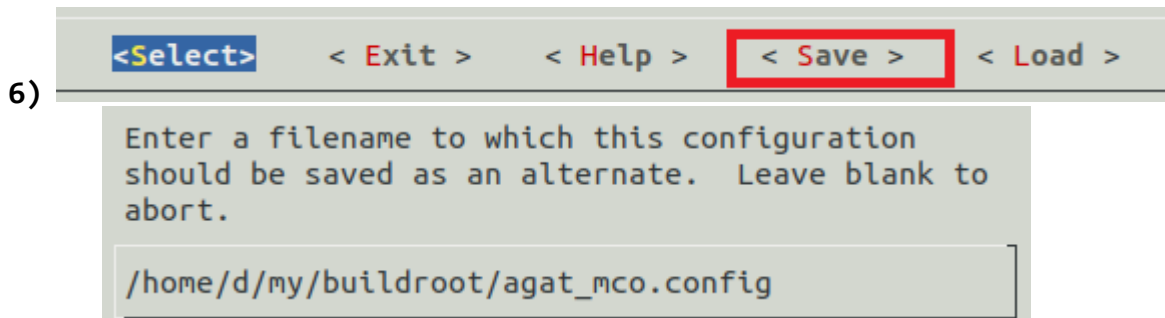 <Select> < Exit > < Help > < Save > < Load >
6)
Enter a filename to which this configuration
should be saved as an alternate.  Leave blank to
abort.
/home/d/my/buildroot/agat_mco.config